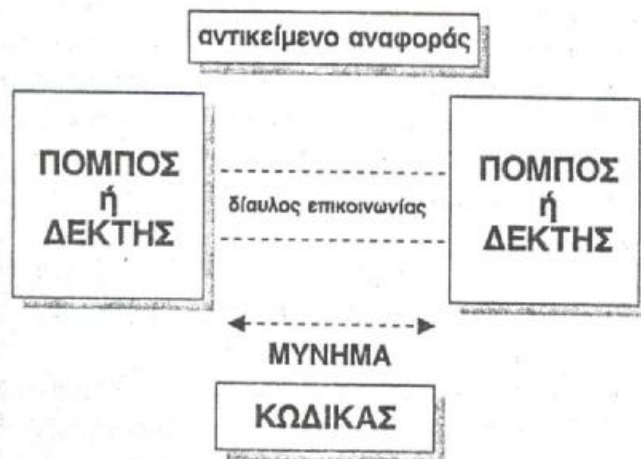 αντικείμενο αναφοράς
ΠΟΜΠΟΣ
ή
ΔΕΚΤΗΣ
δίαυλος επικοινωνίας
ΠΟΜΠΟΣ
ή
ΔΕΚΤΗΣ
ΜΥΝΗΜΑ
ΚΩΔΙΚΑΣ